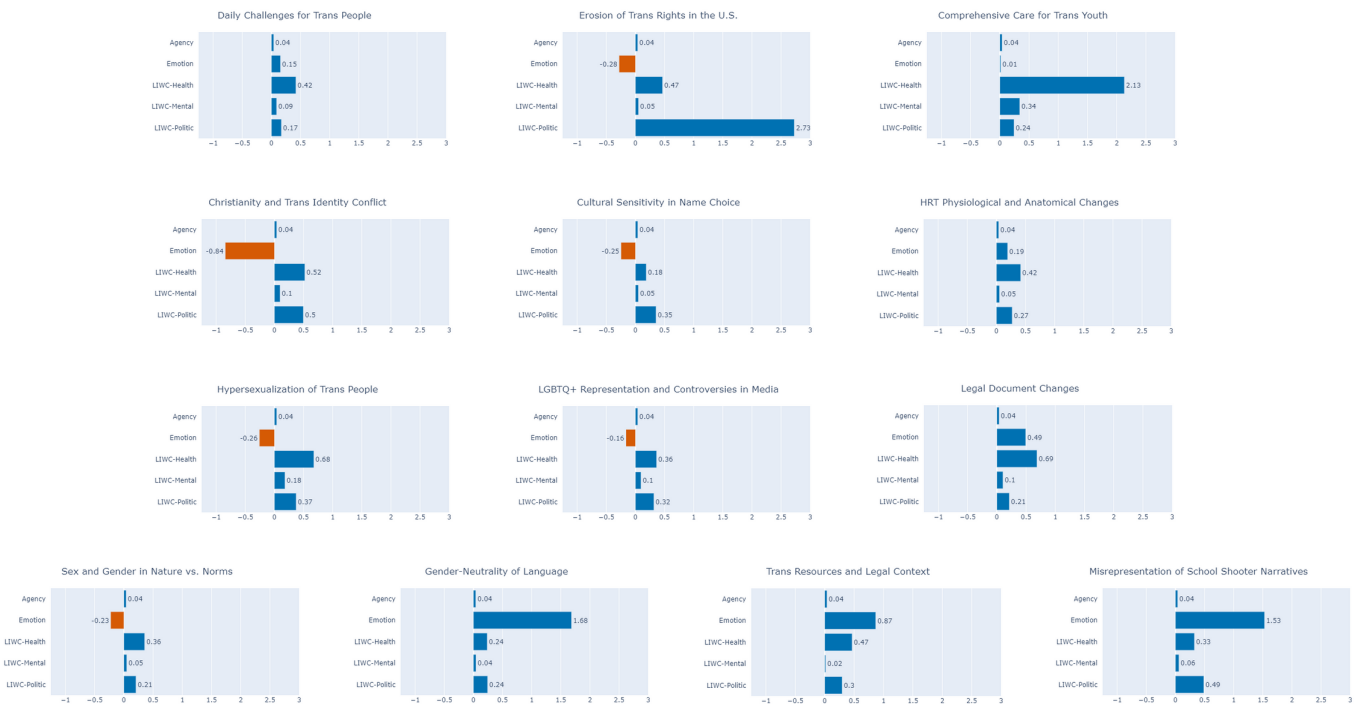 Daily Challenges for Trans People
Agency 0.04
Emotion 0.15
LIWC-Health 0.42
LIWC-Mental 0.09
LIWC-Politic 0.17
−1 −0.5 0 0.5 1 1.5 2 2.5 3
Erosion of Trans Rights in the U.S.
Agency 0.04
Emotion -0.28
LIWC-Health 0.47
LIWC-Mental 0.05
LIWC-Politic 2.73
−1 −0.5 0 0.5 1 1.5 2 2.5 3
Comprehensive Care for Trans Youth
Agency 0.04
Emotion 0.01
LIWC-Health 2.13
LIWC-Mental 0.34
LIWC-Politic 0.24
−1 −0.5 0 0.5 1 1.5 2 2.5 3
Christianity and Trans Identity Conflict
Agency 0.04
Emotion -0.84
LIWC-Health 0.52
LIWC-Mental 0.1
LIWC-Politic 0.5
−1 −0.5 0 0.5 1 1.5 2 2.5 3
Cultural Sensitivity in Name Choice
Agency 0.04
Emotion -0.25
LIWC-Health 0.18
LIWC-Mental 0.05
LIWC-Politic 0.35
−1 −0.5 0 0.5 1 1.5 2 2.5 3
HRT Physiological and Anatomical Changes
Agency 0.04
Emotion 0.19
LIWC-Health 0.42
LIWC-Mental 0.05
LIWC-Politic 0.27
−1 −0.5 0 0.5 1 1.5 2 2.5 3
Hypersexualization of Trans People
Agency 0.04
Emotion -0.26
LIWC-Health 0.68
LIWC-Mental 0.18
LIWC-Politic 0.37
−1 −0.5 0 0.5 1 1.5 2 2.5 3
LGBTQ+ Representation and Controversies in Media
Agency 0.04
Emotion -0.16
LIWC-Health 0.36
LIWC-Mental 0.1
LIWC-Politic 0.32
−1 −0.5 0 0.5 1 1.5 2 2.5 3
Legal Document Changes
Agency 0.04
Emotion 0.49
LIWC-Health 0.69
LIWC-Mental 0.1
LIWC-Politic 0.21
−1 −0.5 0 0.5 1 1.5 2 2.5 3
Sex and Gender in Nature vs. Norms
Agency 0.04
Emotion -0.23
LIWC-Health 0.36
LIWC-Mental 0.05
LIWC-Politic 0.21
−1 −0.5 0 0.5 1 1.5 2 2.5 3
Gender-Neutrality of Language
Agency 0.04
Emotion 1.68
LIWC-Health 0.24
LIWC-Mental 0.04
LIWC-Politic 0.24
−1 −0.5 0 0.5 1 1.5 2 2.5 3
Trans Resources and Legal Context
Agency 0.04
Emotion 0.87
LIWC-Health 0.47
LIWC-Mental 0.02
LIWC-Politic 0.3
−1 −0.5 0 0.5 1 1.5 2 2.5 3
Misrepresentation of School Shooter Narratives
Agency 0.04
Emotion 1.53
LIWC-Health 0.33
LIWC-Mental 0.06
LIWC-Politic 0.49
−1 −0.5 0 0.5 1 1.5 2 2.5 3